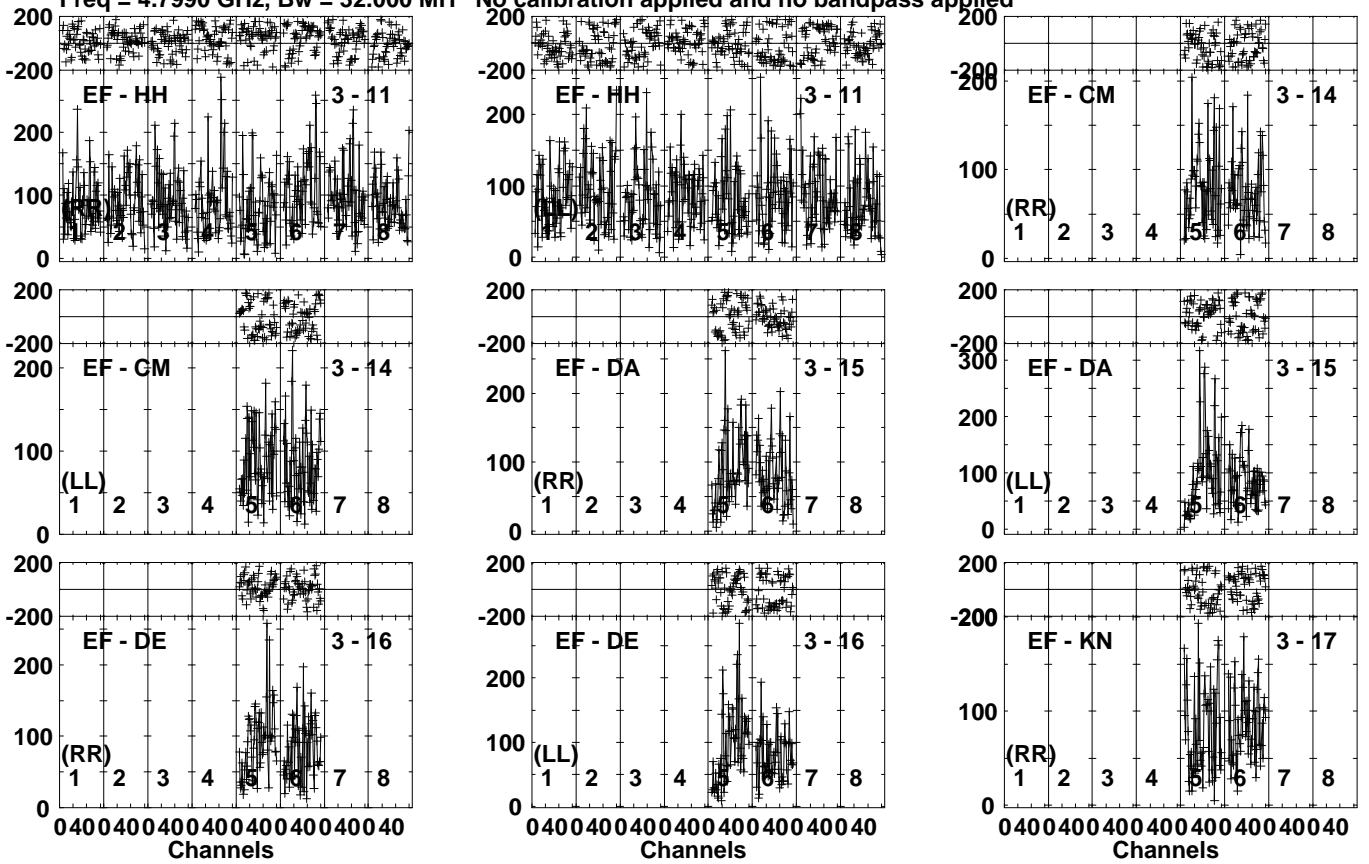 Freq = 4.7990 GHz, Bw = 32.000 MH No calibration applied and no bandpass applied
200 200 200
-200 -200 -200
EF - HH 3 - 11 EF - HH 3 - 11 200 EF - CM 3 - 14
200 200
100 100 100
(RR) (LL) (RR)
1 2 3 4 5 6 7 8 1 2 3 4 5 6 7 8 1 2 3 4 5 6 7 8
0 0 0
200 200 200
-200 -200 -200
200 EF - CM 3 - 14 EF - DA 3 - 15 300 EF - DA 3 - 15
200 200
100 100 100
(LL) (RR) (LL)
1 2 3 4 5 6 7 8 1 2 3 4 5 6 7 8 1 2 3 4 5 6 7 8
0 0 0
200 200 200
-200 -200 -200
200
EF - DE 3 - 16 EF - DE 3 - 16 EF - KN 3 - 17
200 200
100 100 100
(RR) (LL) (RR)
1 2 3 4 5 6 7 8 1 2 3 4 5 6 7 8 1 2 3 4 5 6 7 8
0 0 0
0 40 0 40 0 40 0 40 0 40 0 40 0 40 0 40 0 40 0 40 0 40 0 40 0 40 0 40 0 40 0 40 0 40 0 40 0 40 0 40 0 40 0 40 0 40 0 40
Channels Channels Channels